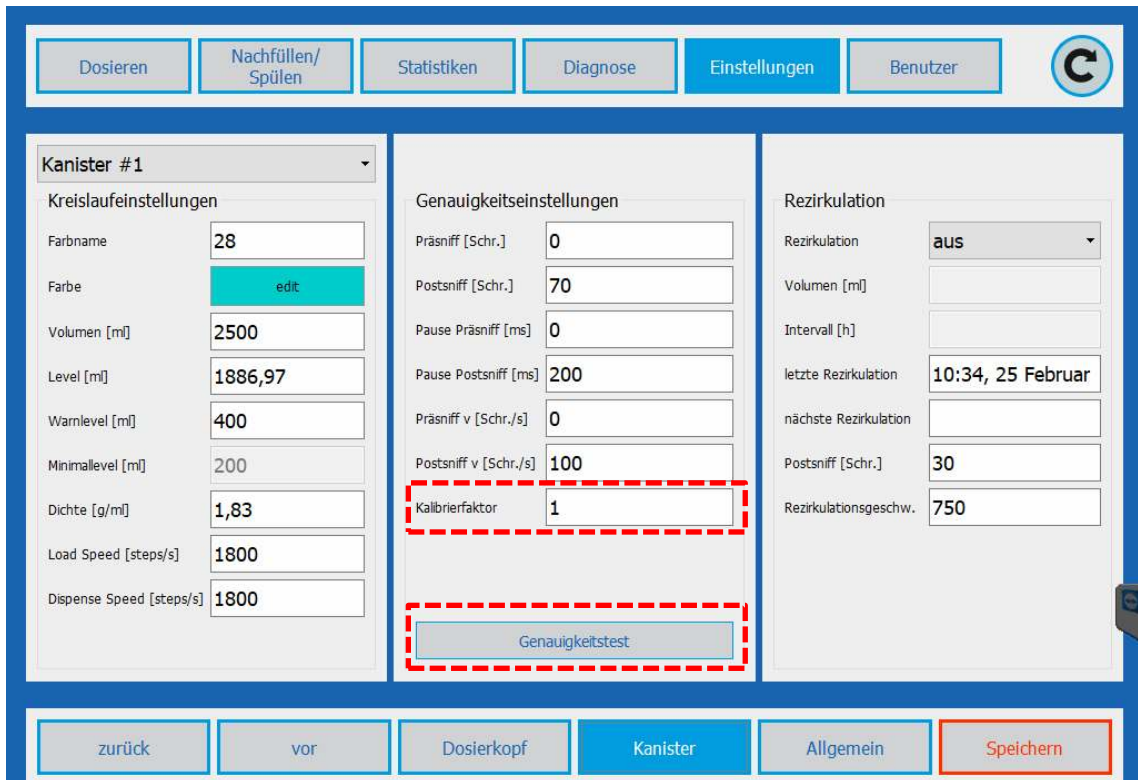 Dosieren
Nachfüllen/
Spülen
Statistiken
Diagnose
Einstellungen
Benutzer
Kanister #1
Kreislaufeinstellungen
Farbname 28
Farbe edit
Volumen [ml] 2500
Level [ml] 1886,97
Warnlevel [ml] 400
Minimallevel [ml] 200
Dichte [g/ml] 1,83
Load Speed [steps/s] 1800
Dispense Speed [steps/s] 1800
Genauigkeitseinstellungen
Präsniff [Schr.] 0
Postsniff [Schr.] 70
Pause Präsniff [ms] 0
Pause Postsniff [ms] 200
Präsniff v [Schr./s] 0
Postsniff v [Schr./s] 100
Kalibrierfaktor 1
Genauigkeitstest
Rezirkulation
Rezirkulation aus
Volumen [ml]
Intervall [h]
letzte Rezirkulation 10:34, 25 Februar
nächste Rezirkulation
Postsniff [Schr.] 30
Rezirkulationsgeschw. 750
zurück
vor
Dosierkopf
Kanister
Allgemein
Speichern